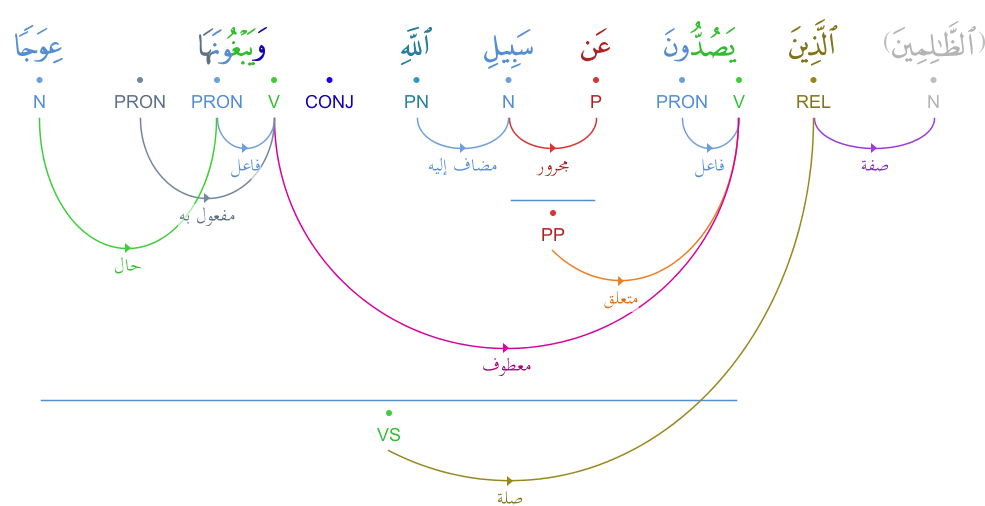 (ٱلظَّٰلِمِينَ) ٱلَّذِينَ يَصُدُّونَ عَن سَبِيلِ ٱللَّهِ وَيَبْغُونَهَا عِوَجًا
N REL V PRON P N PN CONJ V PRON PRON N
صفة فاعل مجرور مضاف إليه فاعل
مفعول به
PP
حال
متعلق
معطوف
VS
صلة